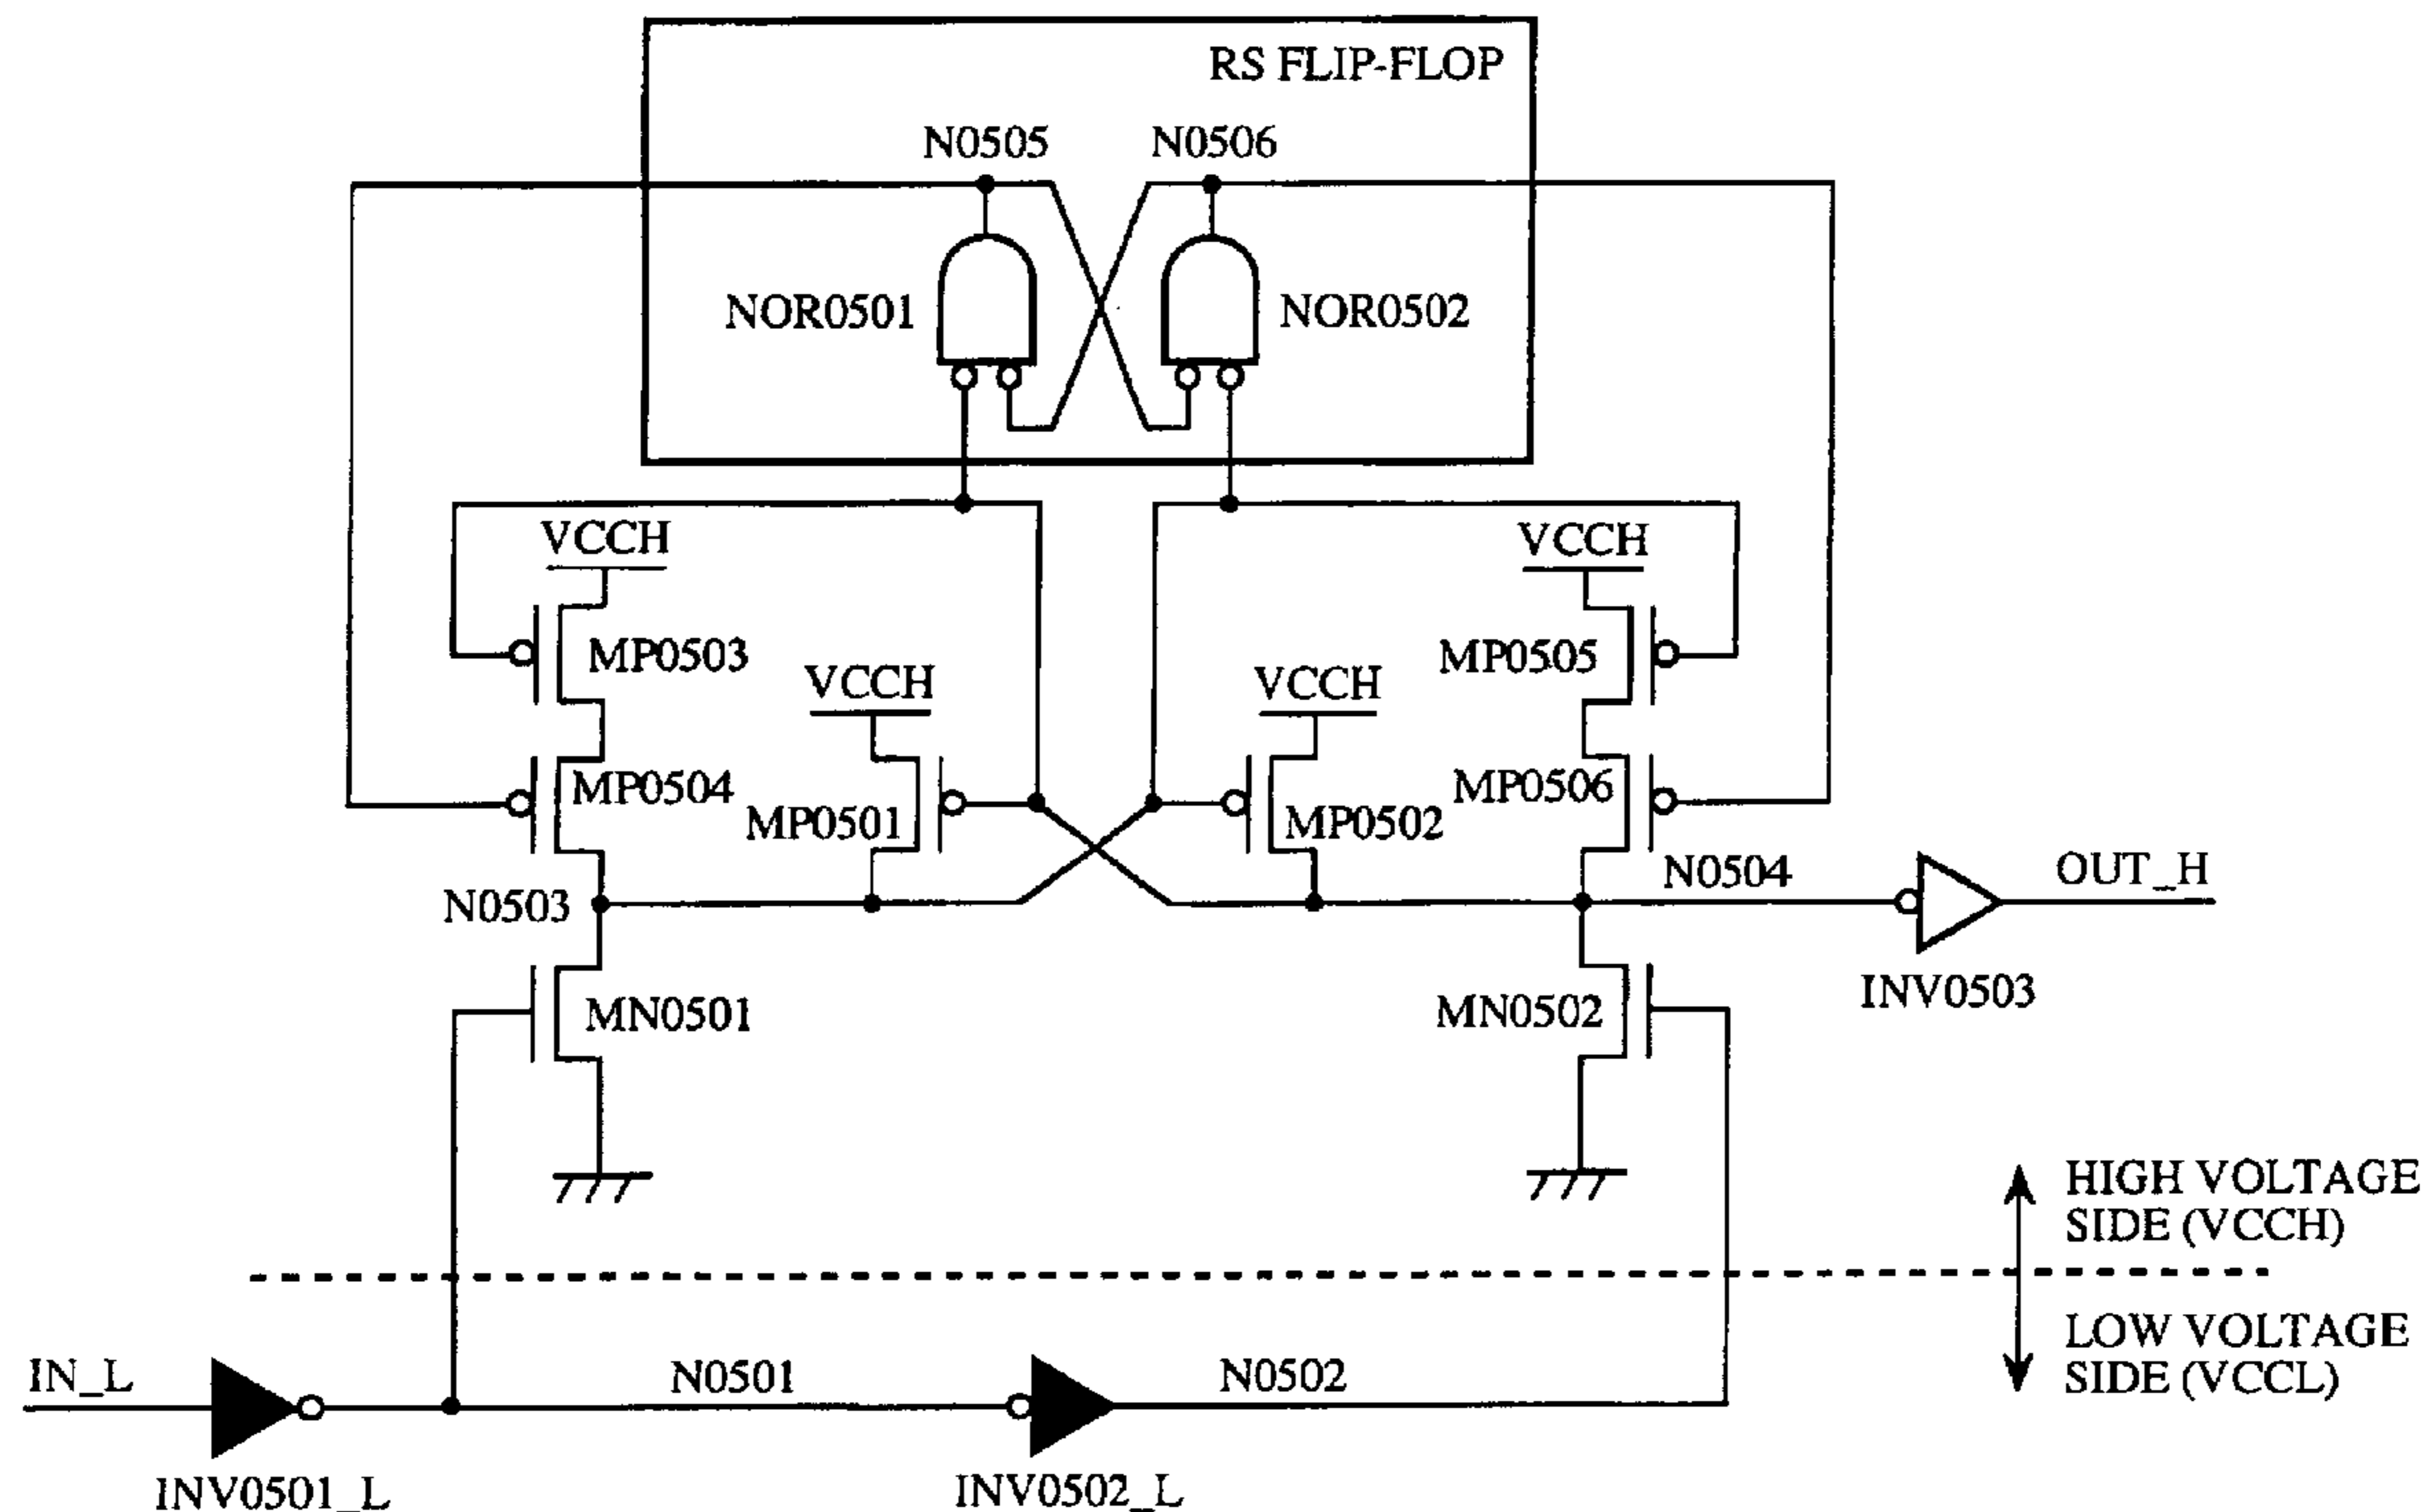 RS FLIP-FLOP
N0505
N0506
NOR0501
NOR0502
VCCH
VCCH
MP0503
MP0505
VCCH
VCCH
MP0504
MP0506
MP0501
MP0502
N0503
N0504
OUT_H
MN0501
MN0502
INV0503
HIGH VOLTAGE
SIDE (VCCH)
LOW VOLTAGE
SIDE (VCCL)
IN_L
N0501
N0502
INV0501_L
INV0502_L